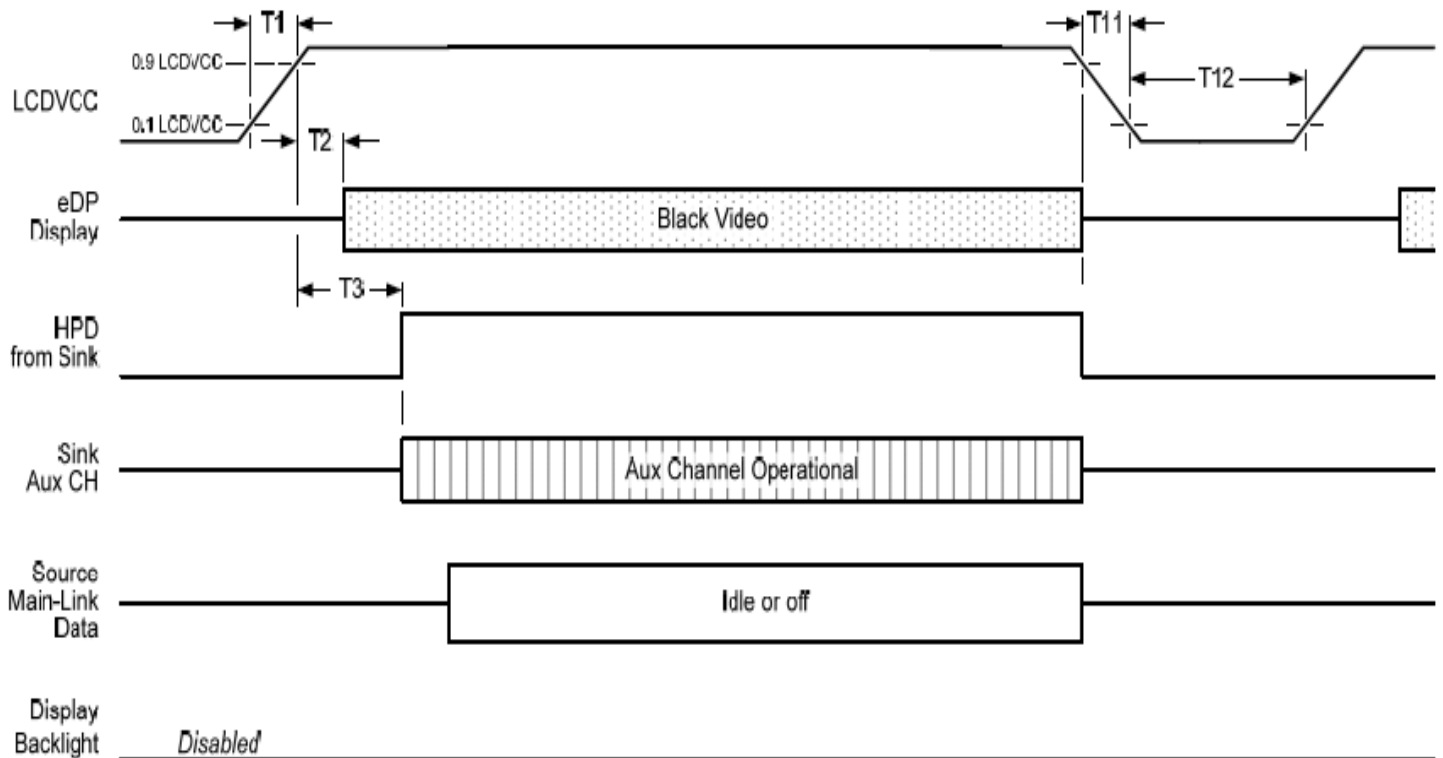 T1
T11
0.9 LCDVCC
LCDVCC
T12
0.1 LCDVCC
T2
eDP
Display
Black Video
T3
HPD
from Sink
Sink
Aux CH
Aux Channel Operational
Source
Main-Link
Data
Idle or off
Display
Backlight
Disabled